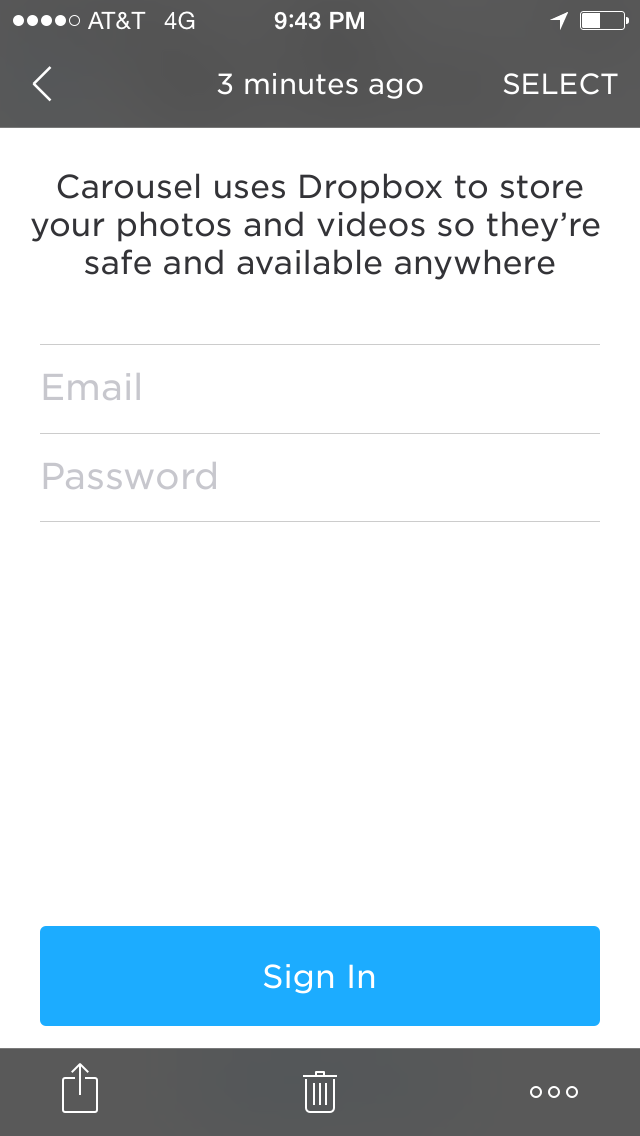 AT&T 4G 9:43 PM
3 minutes ago SELECT
Carousel uses Dropbox to store
your photos and videos so they’re
safe and available anywhere
Email
Password
Sign In